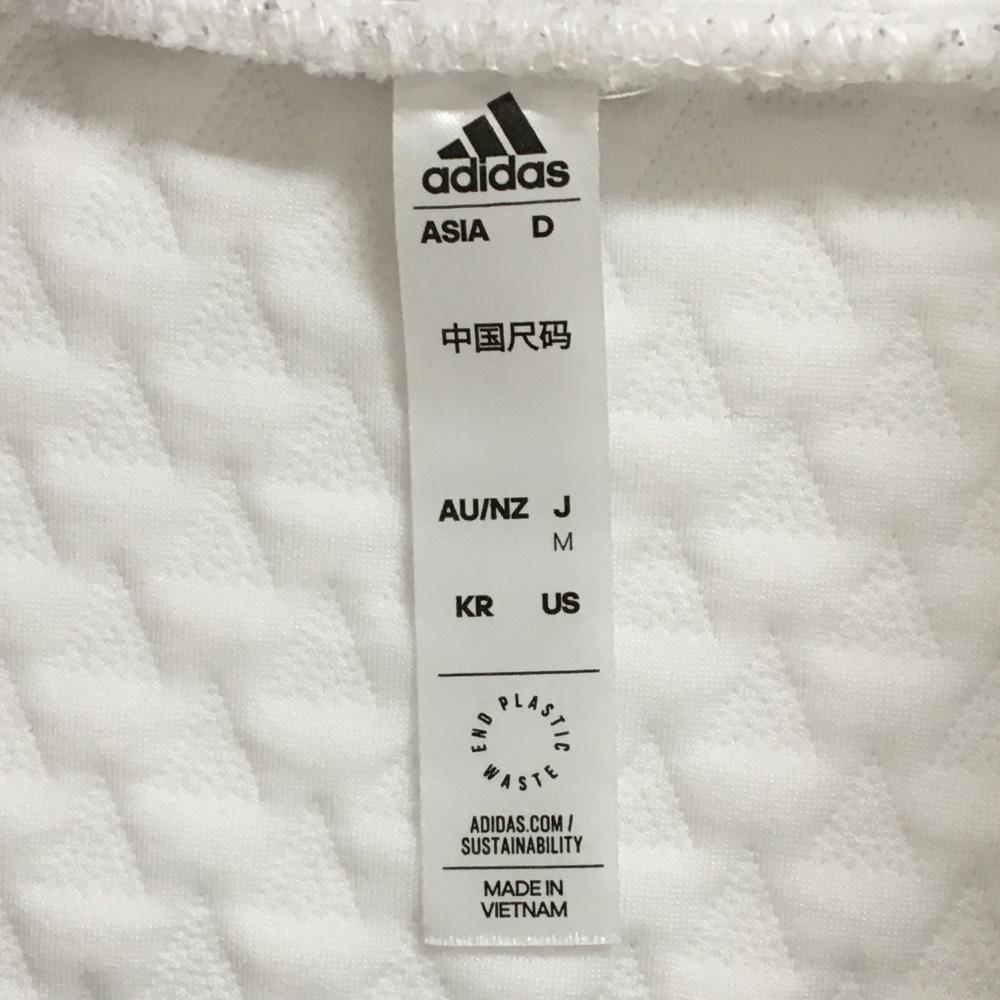 adidas
ASIA D
中国尺码
AU/NZ J
M
KR US
END PLASTIC WASTE
ADIDAS.COM /
SUSTAINABILITY
MADE IN
VIETNAM